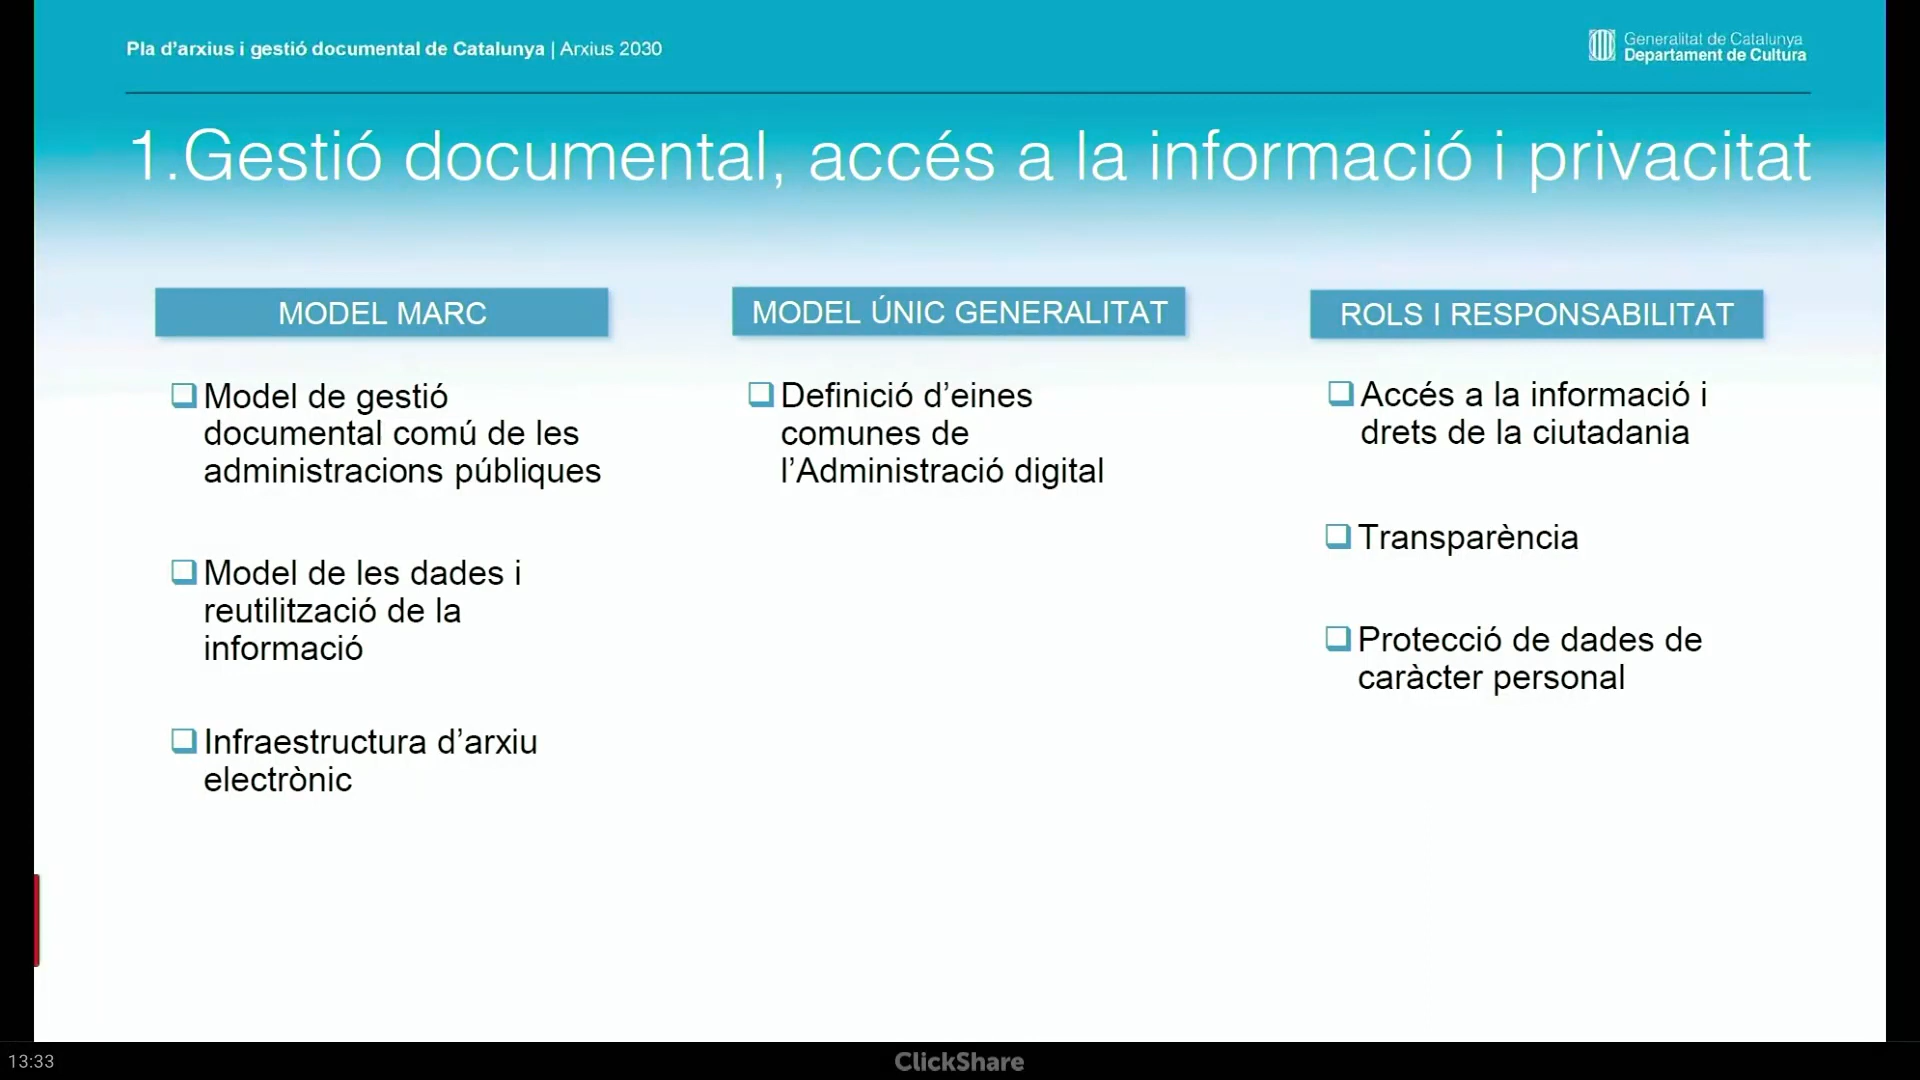 Pla d'arxius i gestió documental de Catalunya | Arxius 2030
Generalitat de Catalunya
Departament de Cultura
1.Gestió documental, accés a la informació i privacitat
MODEL MARC
Model de gestió
documental comú de les
administracions públiques
Model de les dades i
reutilització de la
informació
Infraestructura d'arxiu
electrònic
MODEL ÚNIC GENERALITAT
Definició d'eines
comunes de
l'Administració digital
ROLS I RESPONSABILITAT
Accés a la informació i
drets de la ciutadania
Transparència
Protecció de dades de
caràcter personal
13:33
ClickShare